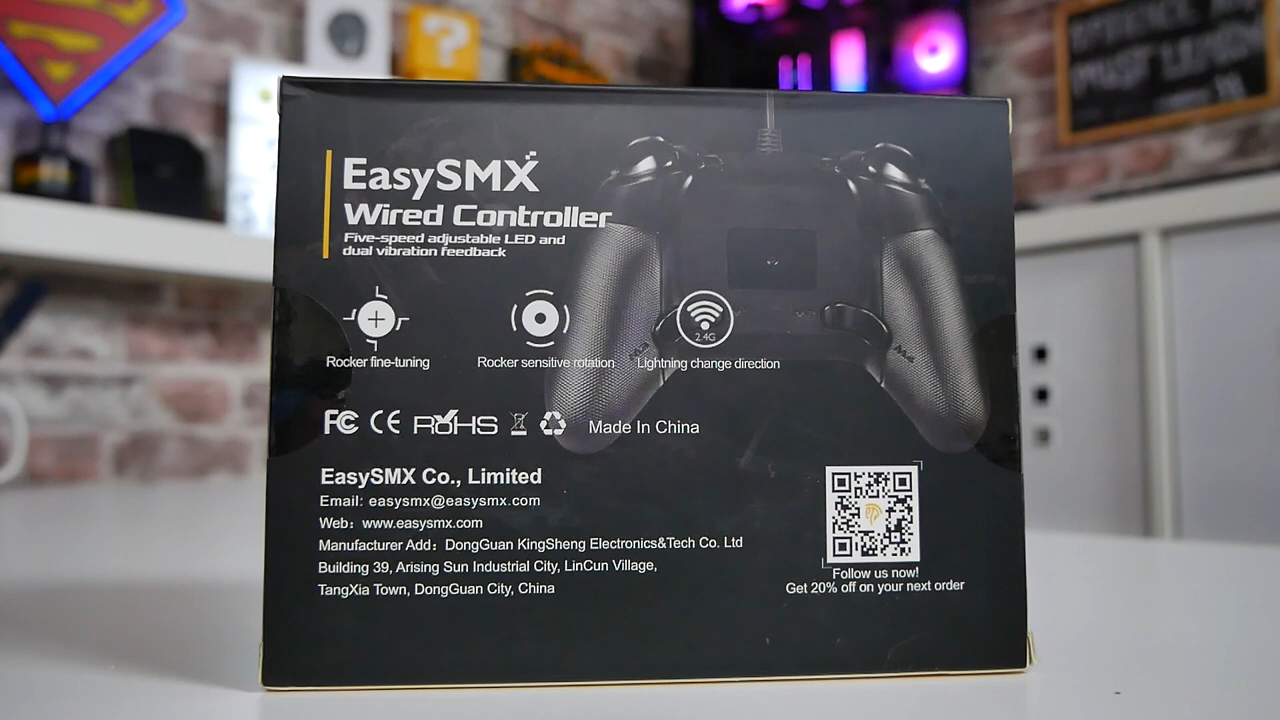 EasySMX
Wired Controller
Five-speed adjustable LED and
dual vibration feedback
2.4G
Rocker fine-tuning
Rocker sensitive rotation
Lightning change direction
FC CE RoHS
Made In China
EasySMX Co., Limited
Email: easysmx@easysmx.com
Web: www.easysmx.com
Manufacturer Add: DongGuan KingSheng Electronics&Tech Co. Ltd
Building 39, Arising Sun Industrial City, LinCun Village,
TangXia Town, DongGuan City, China
Follow us now!
Get 20% off on your next order
?
MUST